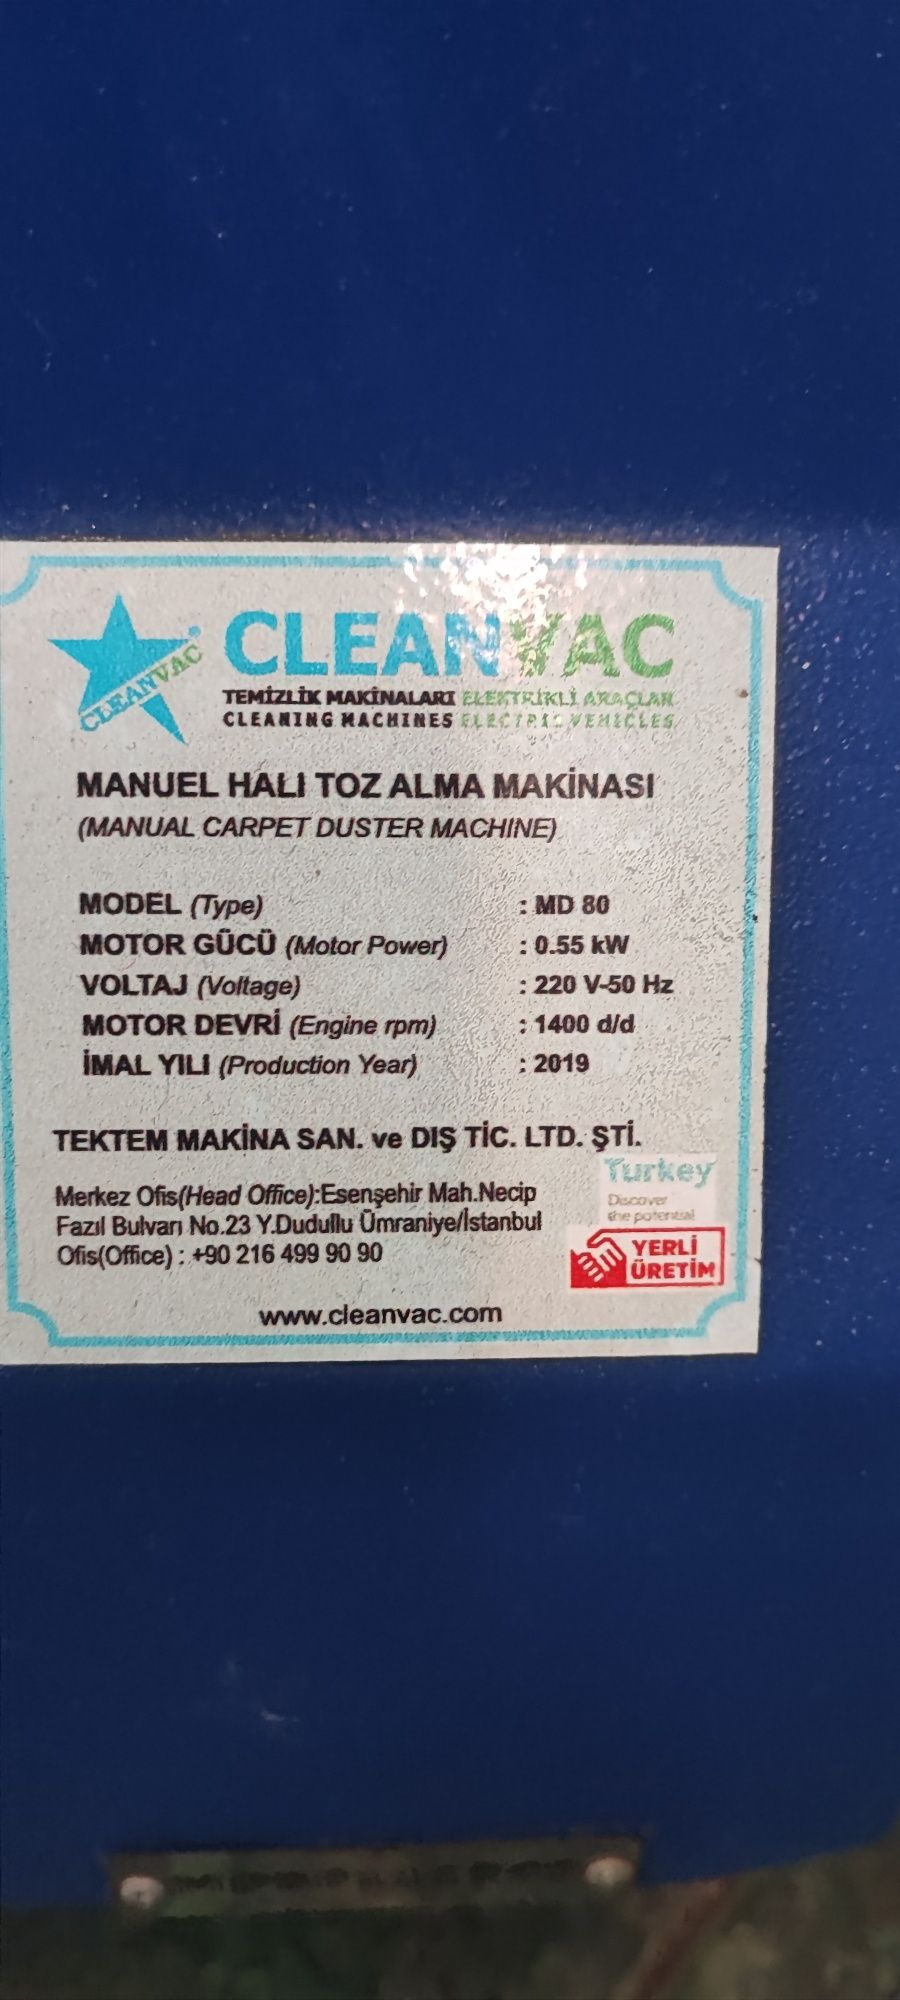 CLEANVAC
CLEANVAC
TEMİZLİK MAKİNALARI ELEKTRİKLİ ARAÇLAR
CLEANING MACHINES ELECTRIC VEHICLES
MANUEL HALI TOZ ALMA MAKİNASI
(MANUAL CARPET DUSTER MACHINE)
MODEL (Type) : MD 80
MOTOR GÜCÜ (Motor Power) : 0.55 kW
VOLTAJ (Voltage) : 220 V-50 Hz
MOTOR DEVRİ (Engine rpm) : 1400 d/d
İMAL YILI (Production Year) : 2019
TEKTEM MAKİNA SAN. ve DIŞ TİC. LTD. ŞTİ.
Merkez Ofis(Head Office):Esenşehir Mah.Necip
Fazıl Bulvarı No.23 Y.Dudullu Ümraniye/İstanbul
Ofis(Office) : +90 216 499 90 90
Turkey
Discover
the potential
YERLİ
ÜRETİM
www.cleanvac.com